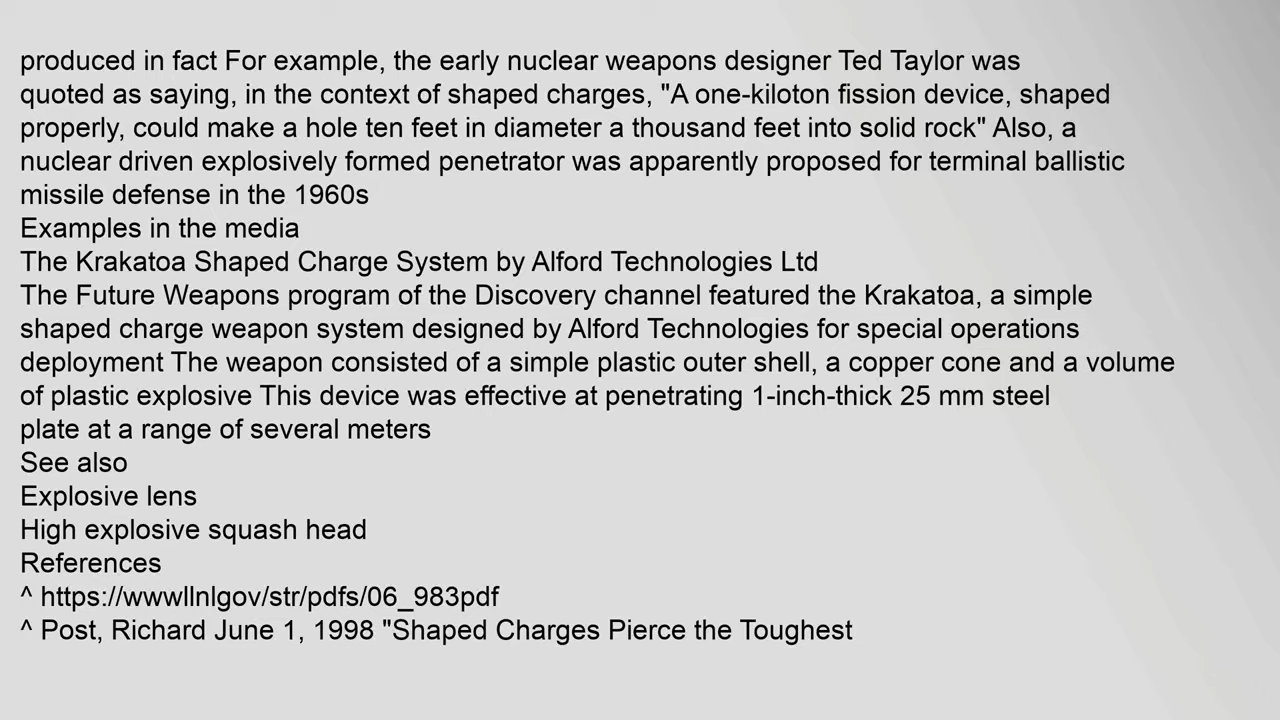 produced in fact For example, the early nuclear weapons designer Ted Taylor was
quoted as saying, in the context of shaped charges, "A one-kiloton fission device, shaped
properly, could make a hole ten feet in diameter a thousand feet into solid rock" Also, a
nuclear driven explosively formed penetrator was apparently proposed for terminal ballistic
missile defense in the 1960s
Examples in the media
The Krakatoa Shaped Charge System by Alford Technologies Ltd
The Future Weapons program of the Discovery channel featured the Krakatoa, a simple
shaped charge weapon system designed by Alford Technologies for special operations
deployment The weapon consisted of a simple plastic outer shell, a copper cone and a volume
of plastic explosive This device was effective at penetrating 1-inch-thick 25 mm steel
plate at a range of several meters
See also
Explosive lens
High explosive squash head
References
^ https://wwwllnlgov/str/pdfs/06_983pdf
^ Post, Richard June 1, 1998 "Shaped Charges Pierce the Toughest